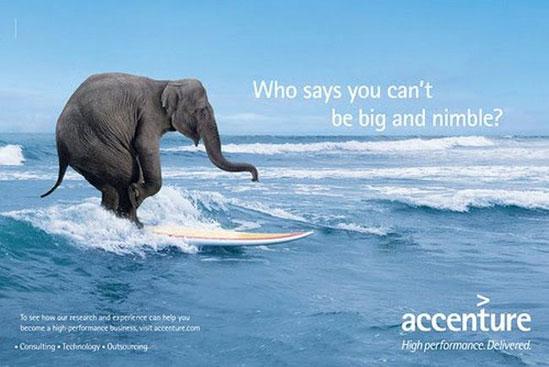 Who says you can't
be big and nimble?
To see how our research and experience can help you
become a high-performance business, visit accenture.com
• Consulting • Technology • Outsourcing
>
accenture
High performance. Delivered.